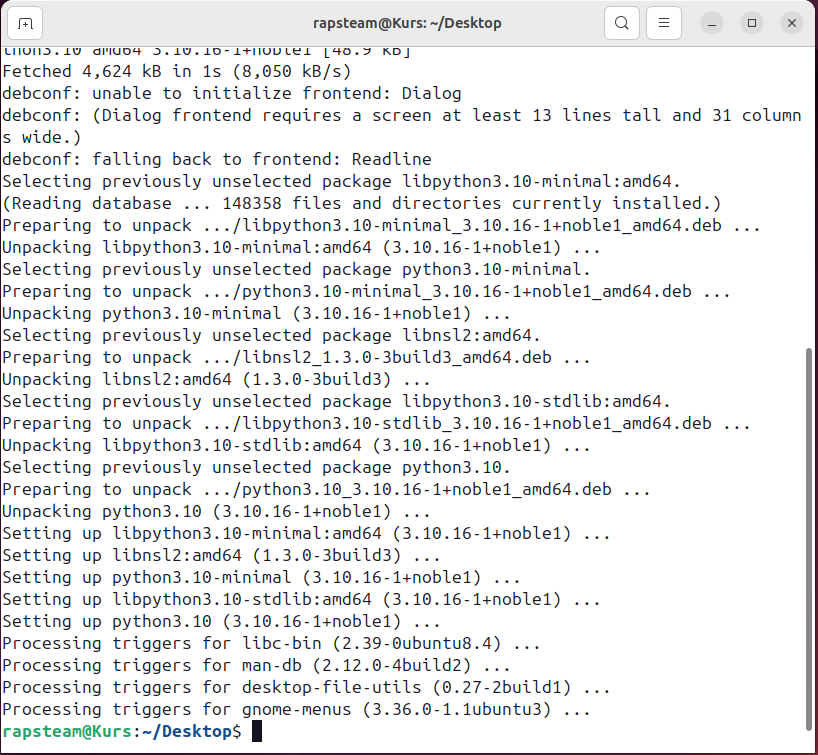 rapsteam@Kurs: ~/Desktop
thon3.10 amd64 3.10.16-1+noble1 [48.9 kB]
Fetched 4,624 kB in 1s (8,050 kB/s)
debconf: unable to initialize frontend: Dialog
debconf: (Dialog frontend requires a screen at least 13 lines tall and 31 column
s wide.)
debconf: falling back to frontend: Readline
Selecting previously unselected package libpython3.10-minimal:amd64.
(Reading database ... 148358 files and directories currently installed.)
Preparing to unpack .../libpython3.10-minimal_3.10.16-1+noble1_amd64.deb ...
Unpacking libpython3.10-minimal:amd64 (3.10.16-1+noble1) ...
Selecting previously unselected package python3.10-minimal.
Preparing to unpack .../python3.10-minimal_3.10.16-1+noble1_amd64.deb ...
Unpacking python3.10-minimal (3.10.16-1+noble1) ...
Selecting previously unselected package libnsl2:amd64.
Preparing to unpack .../libnsl2_1.3.0-3build3_amd64.deb ...
Unpacking libnsl2:amd64 (1.3.0-3build3) ...
Selecting previously unselected package libpython3.10-stdlib:amd64.
Preparing to unpack .../libpython3.10-stdlib_3.10.16-1+noble1_amd64.deb ...
Unpacking libpython3.10-stdlib:amd64 (3.10.16-1+noble1) ...
Selecting previously unselected package python3.10.
Preparing to unpack .../python3.10_3.10.16-1+noble1_amd64.deb ...
Unpacking python3.10 (3.10.16-1+noble1) ...
Setting up libpython3.10-minimal:amd64 (3.10.16-1+noble1) ...
Setting up libnsl2:amd64 (1.3.0-3build3) ...
Setting up python3.10-minimal (3.10.16-1+noble1) ...
Setting up libpython3.10-stdlib:amd64 (3.10.16-1+noble1) ...
Setting up python3.10 (3.10.16-1+noble1) ...
Processing triggers for libc-bin (2.39-0ubuntu8.4) ...
Processing triggers for man-db (2.12.0-4build2) ...
Processing triggers for desktop-file-utils (0.27-2build1) ...
Processing triggers for gnome-menus (3.36.0-1.1ubuntu3) ...
rapsteam@Kurs:~/Desktop$